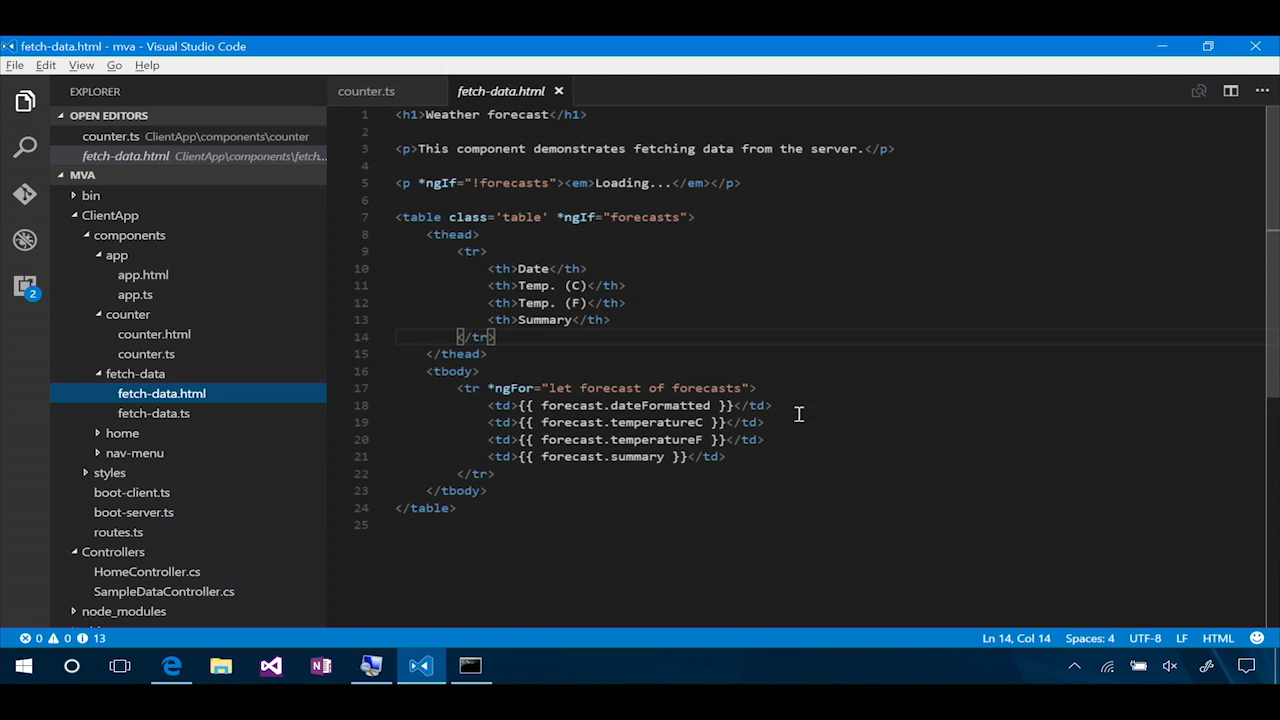 fetch-data.html - mva - Visual Studio Code
File Edit View Go Help
EXPLORER
OPEN EDITORS
counter.ts ClientApp\components\counter
fetch-data.html ClientApp\components\fetch...
MVA
bin
ClientApp
components
app
app.html
app.ts
counter
counter.html
counter.ts
fetch-data
fetch-data.html
fetch-data.ts
home
nav-menu
styles
boot-client.ts
boot-server.ts
routes.ts
Controllers
HomeController.cs
SampleDataController.cs
node_modules
2
counter.ts fetch-data.html
1 <h1>Weather forecast</h1>
2
3 <p>This component demonstrates fetching data from the server.</p>
4
5 <p *ngIf="!forecasts"><em>Loading...</em></p>
6
7 <table class='table' *ngIf="forecasts">
8 <thead>
9 <tr>
10 <th>Date</th>
11 <th>Temp. (C)</th>
12 <th>Temp. (F)</th>
13 <th>Summary</th>
14 </tr>
15 </thead>
16 <tbody>
17 <tr *ngFor="let forecast of forecasts">
18 <td>{{ forecast.dateFormatted }}</td>
19 <td>{{ forecast.temperatureC }}</td>
20 <td>{{ forecast.temperatureF }}</td>
21 <td>{{ forecast.summary }}</td>
22 </tr>
23 </tbody>
24 </table>
25
0 0 13 Ln 14, Col 14 Spaces: 4 UTF-8 LF HTML